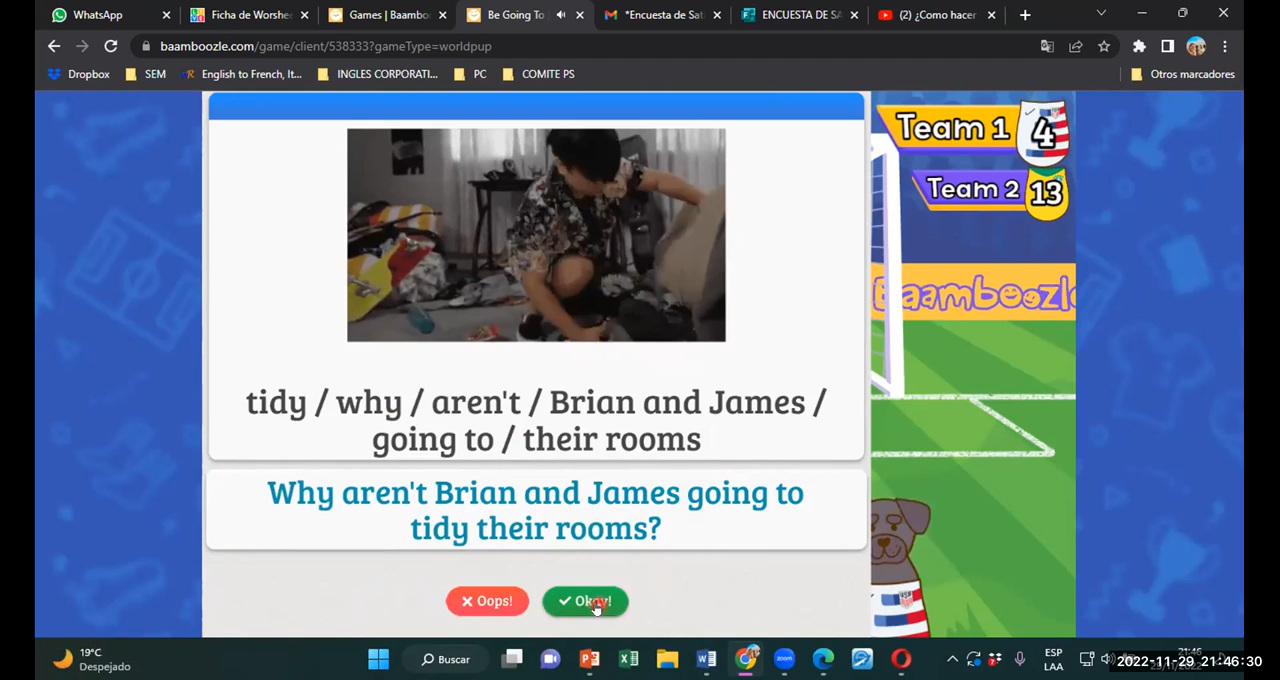 WhatsApp
Ficha de Worshe
Games | Baambo
Be Going To
*Encuesta de Sat
ENCUESTA DE SA
(2) ¿Como hacer
baamboozle.com/game/client/538333?gameType=worldpup
Dropbox
SEM
English to French, It...
INGLES CORPORATI...
PC
COMITE PS
Otros marcadores
Team 1 4
Team 2 13
Baamboozle
tidy / why / aren't / Brian and James /
going to / their rooms
Why aren't Brian and James going to
tidy their rooms?
Oops!
Okay!
19°C
Despejado
Buscar
zoom
ESP
LAA
21:46
2022-11-29 21:46:30